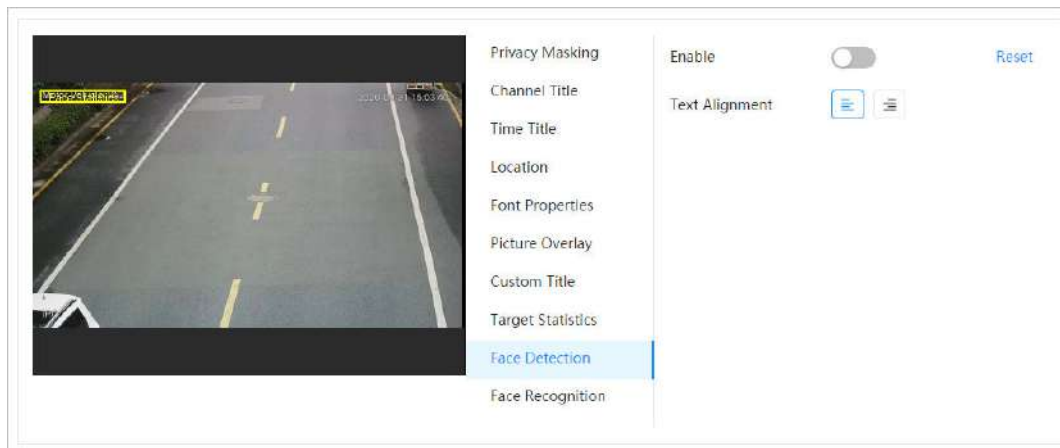 Privacy Masking
Channel Title
Time Title
Location
Font Properties
Picture Overlay
Custom Title
Target Statistics
Face Detection
Face Recognition
Enable
Reset
Text Alignment